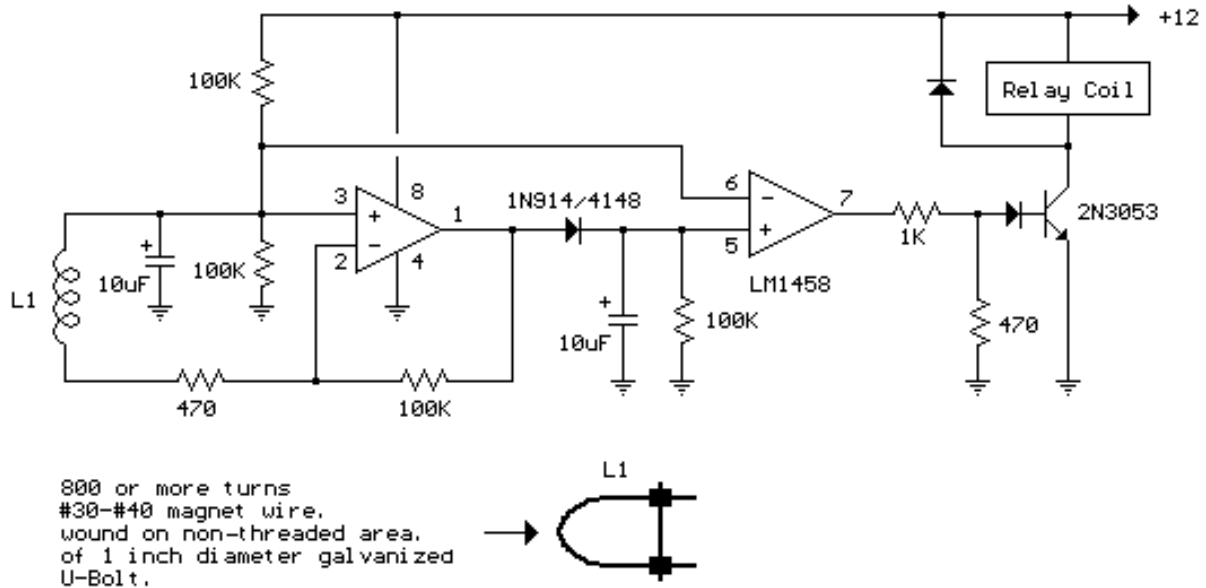 +12
100K
Relay Coil
8
3
+
-
2
4
1
1N914/4148
6
-
+
5
7
LM1458
1K
2N3053
+
10uF
100K
L1
+
10uF
100K
470
470
100K
L1
800 or more turns
#30-#40 magnet wire.
wound on non-threaded area.
of 1 inch diameter galvanized
U-Bolt.